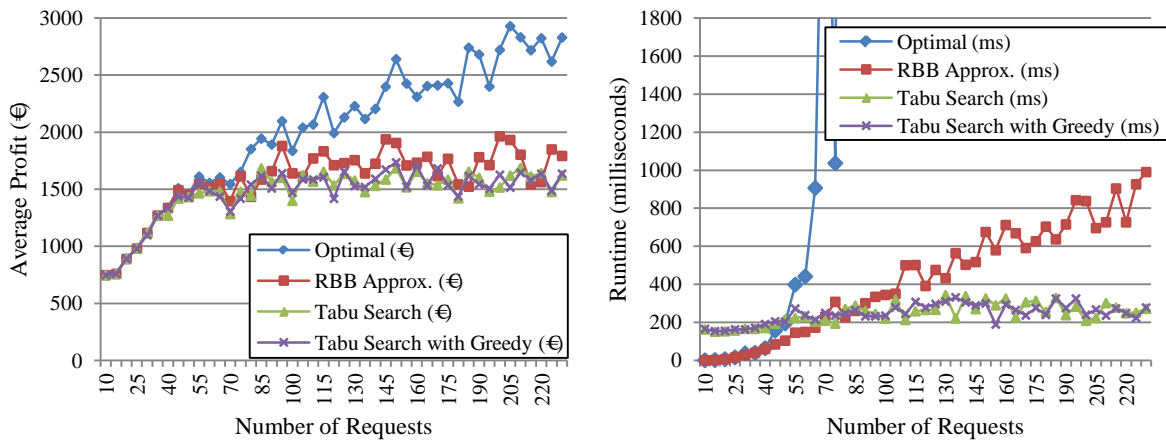 3000
2500
2000
1500
1000
500
0
Average Profit (€)
Optimal (€)
RBB Approx. (€)
Tabu Search (€)
Tabu Search with Greedy (€)
10 25 40 55 70 85 100 115 130 145 160 175 190 205 220
Number of Requests
1800
1600
1400
1200
1000
800
600
400
200
0
Runtime (milliseconds)
Optimal (ms)
RBB Approx. (ms)
Tabu Search (ms)
Tabu Search with Greedy (ms)
10 25 40 55 70 85 100 115 130 145 160 175 190 205 220
Number of Requests